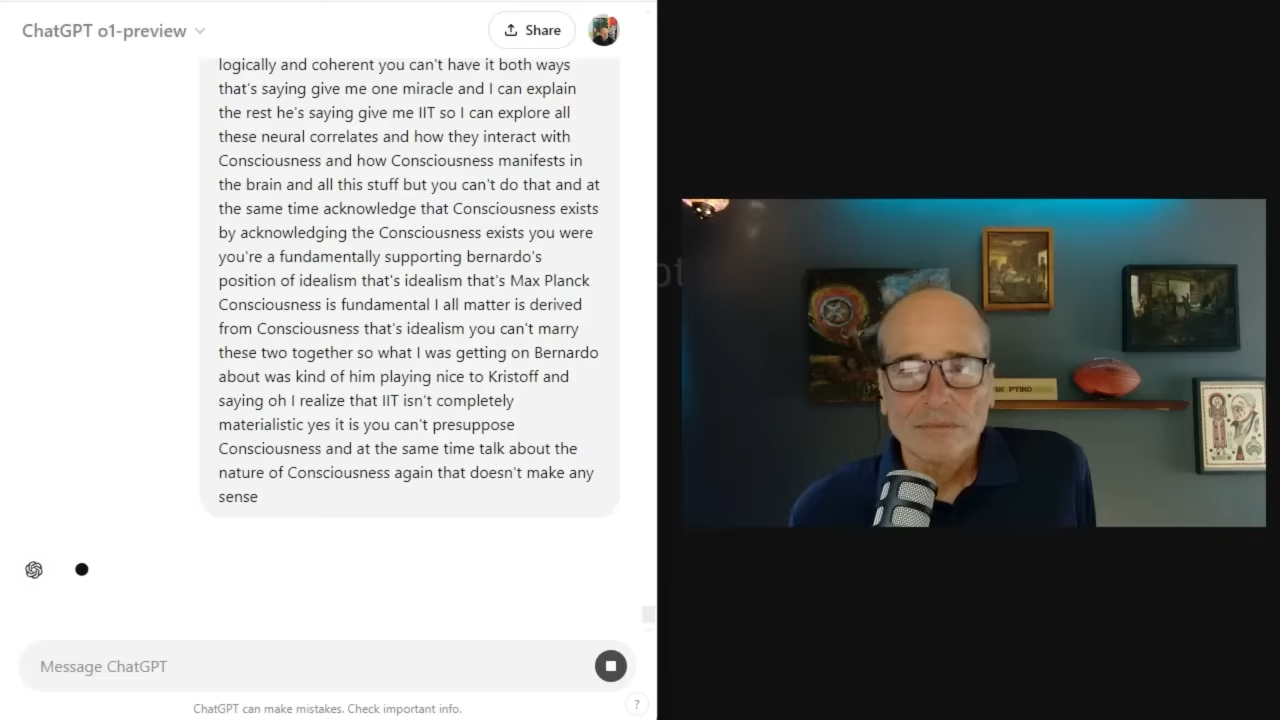 ChatGPT o1-preview
Share
logically and coherent you can't have it both ways
that's saying give me one miracle and I can explain
the rest he's saying give me IIT so I can explore all
these neural correlates and how they interact with
Consciousness and how Consciousness manifests in
the brain and all this stuff but you can't do that and at
the same time acknowledge that Consciousness exists
by acknowledging the Consciousness exists you were
you're a fundamentally supporting bernardo's
position of idealism that's idealism that's Max Planck
Consciousness is fundamental I all matter is derived
from Consciousness that's idealism you can't marry
these two together so what I was getting on Bernardo
about was kind of him playing nice to Kristoff and
saying oh I realize that IIT isn't completely
materialistic yes it is you can't presuppose
Consciousness and at the same time talk about the
nature of Consciousness again that doesn't make any
sense
Message ChatGPT
ChatGPT can make mistakes. Check important info.
?